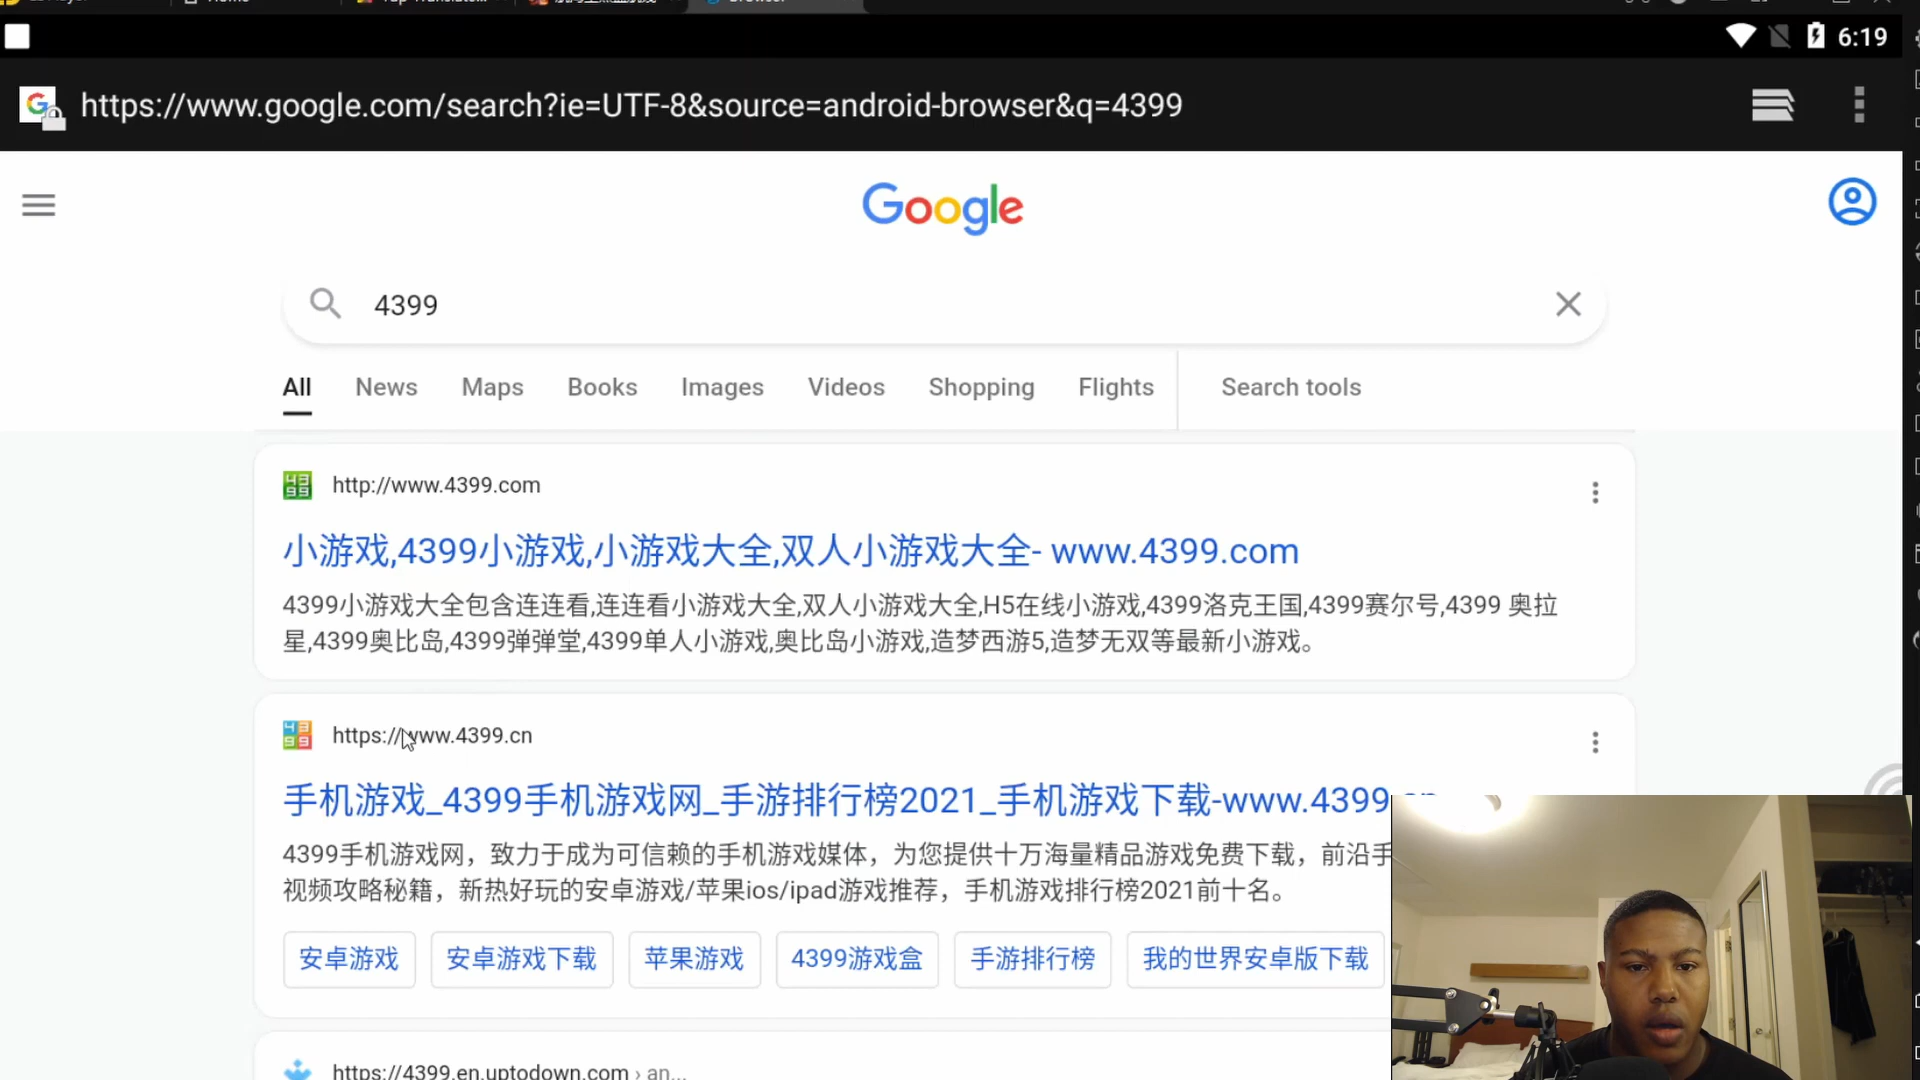 6:19
https://www.google.com/search?ie=UTF-8&source=android-browser&q=4399
Google
4399
All News Maps Books Images Videos Shopping Flights Search tools
http://www.4399.com
小游戏,4399小游戏,小游戏大全,双人小游戏大全- www.4399.com
4399小游戏大全包含连连看,连连看小游戏大全,双人小游戏大全,H5在线小游戏,4399洛克王国,4399赛尔号,4399 奥拉
星,4399奥比岛,4399弹弹堂,4399单人小游戏,奥比岛小游戏,造梦西游5,造梦无双等最新小游戏。
https://www.4399.cn
手机游戏_4399手机游戏网_手游排行榜2021_手机游戏下载-www.4399.cn
4399手机游戏网，致力于成为可信赖的手机游戏媒体，为您提供十万海量精品游戏免费下载，前沿手
视频攻略秘籍，新热好玩的安卓游戏/苹果ios/ipad游戏推荐，手机游戏排行榜2021前十名。
安卓游戏 安卓游戏下载 苹果游戏 4399游戏盒 手游排行榜 我的世界安卓版下载
https://4399.en.uptodown.com › an...